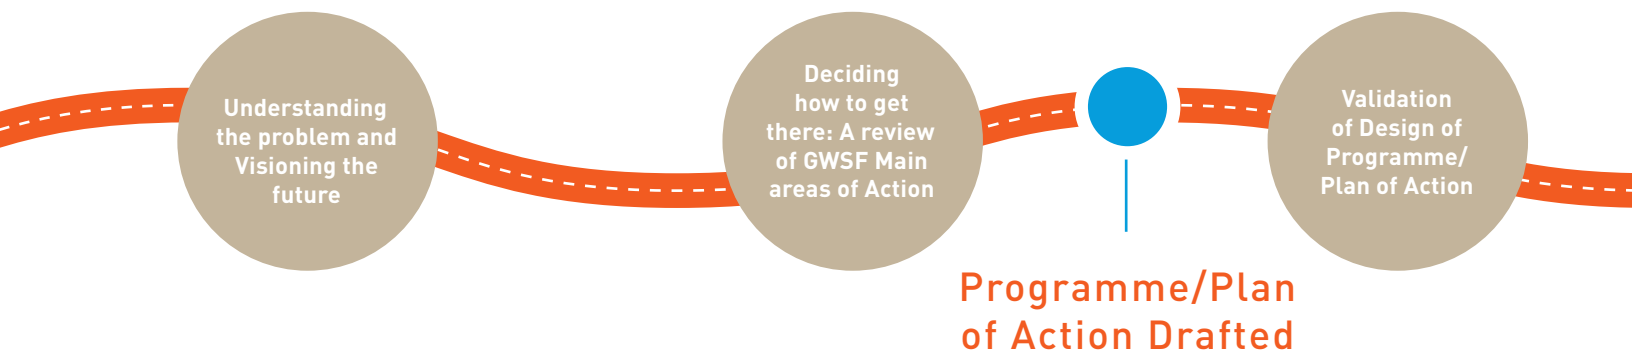 Understanding
the problem and
Visioning the
future
Deciding
how to get
there: A review
of GWSF Main
areas of Action
Programme/Plan
of Action Drafted
Validation
of Design of
Programme/
Plan of Action